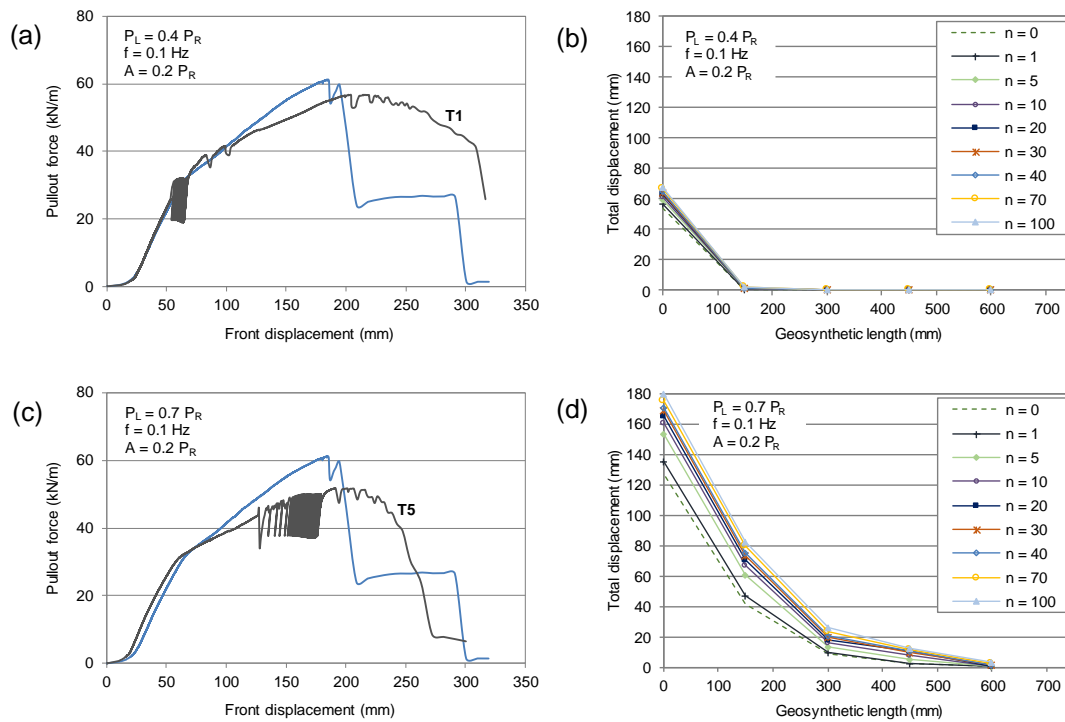 (a)
P_L = 0.4 P_R
f = 0.1 Hz
A = 0.2 P_R
T1
Pullout force (kN/m)
80
60
40
20
0
0 50 100 150 200 250 300 350
Front displacement (mm)
(b)
P_L = 0.4 P_R
f = 0.1 Hz
A = 0.2 P_R
Total displacement (mm)
180
160
140
120
100
80
60
40
20
0
0 100 200 300 400 500 600 700
Geosynthetic length (mm)
n = 0
n = 1
n = 5
n = 10
n = 20
n = 30
n = 40
n = 70
n = 100
(c)
P_L = 0.7 P_R
f = 0.1 Hz
A = 0.2 P_R
T5
Pullout force (kN/m)
80
60
40
20
0
0 50 100 150 200 250 300 350
Front displacement (mm)
(d)
P_L = 0.7 P_R
f = 0.1 Hz
A = 0.2 P_R
Total displacement (mm)
180
160
140
120
100
80
60
40
20
0
0 100 200 300 400 500 600 700
Geosynthetic length (mm)
n = 0
n = 1
n = 5
n = 10
n = 20
n = 30
n = 40
n = 70
n = 100